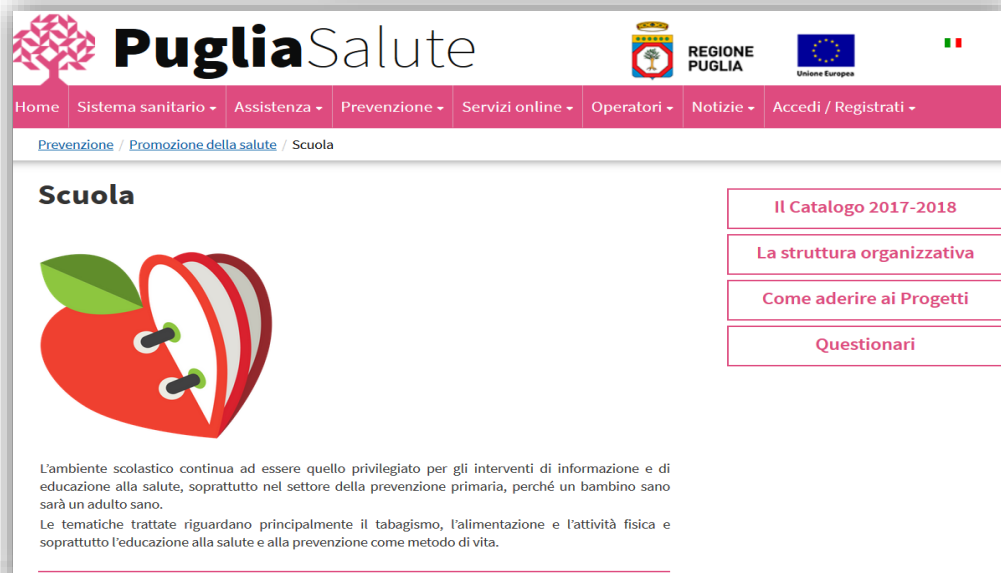 PugliaSalute
REGIONE
PUGLIA
Unione Europea
Home Sistema sanitario Assistenza Prevenzione Servizi online Operatori Notizie Accedi / Registrati
Prevenzione / Promozione della salute / Scuola
Scuola
Il Catalogo 2017-2018
La struttura organizzativa
Come aderire ai Progetti
Questionari
L'ambiente scolastico continua ad essere quello privilegiato per gli interventi di informazione e di
educazione alla salute, soprattutto nel settore della prevenzione primaria, perché un bambino sano
sarà un adulto sano.
Le tematiche trattate riguardano principalmente il tabagismo, l'alimentazione e l'attività fisica e
soprattutto l'educazione alla salute e alla prevenzione come metodo di vita.